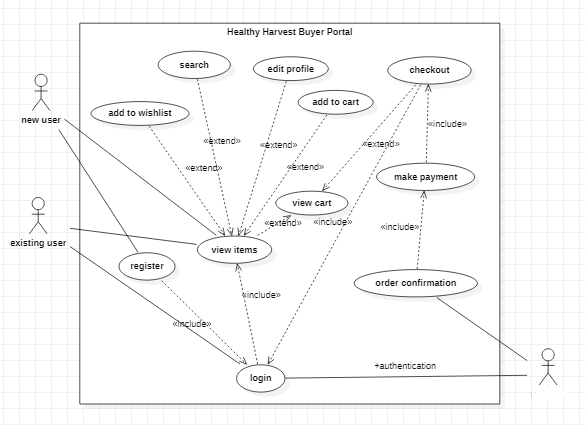 Healthy Harvest Buyer Portal
search
edit profile
checkout
add to wishlist
add to cart
new user
«include»
«extend»
«extend»
«extend»
«extend»
«extend»
make payment
view cart
existing user
«extend»
«include»
«include»
view items
register
order confirmation
«include»
«include»
+authentication
login